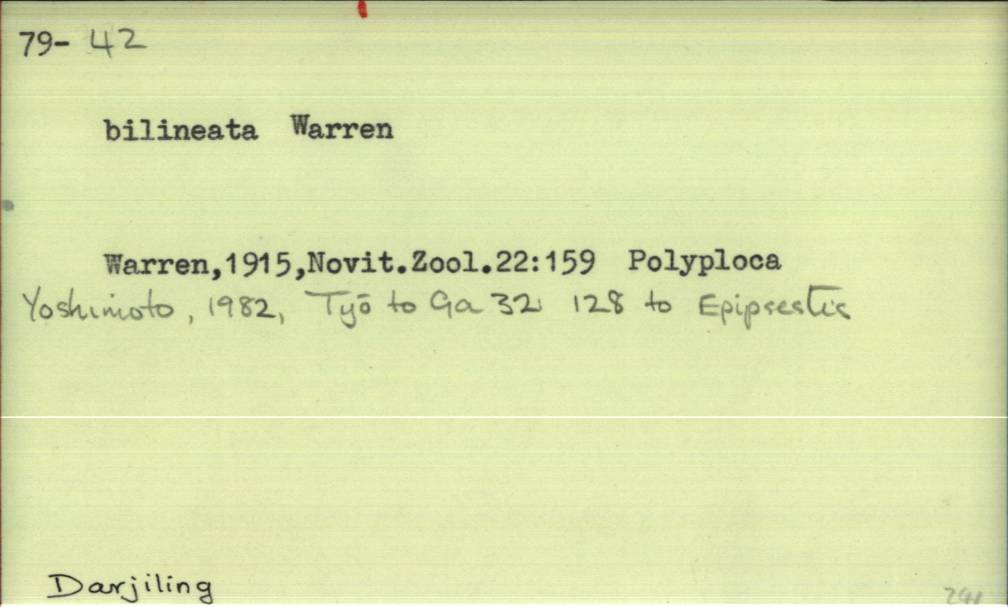 79- 42
bilineata Warren
Warren,1915,Novit.Zool.22:159 Polyploca
Yoshimoto, 1982, Tyō to Ga 32: 128 to Epipsestis
Darjiling